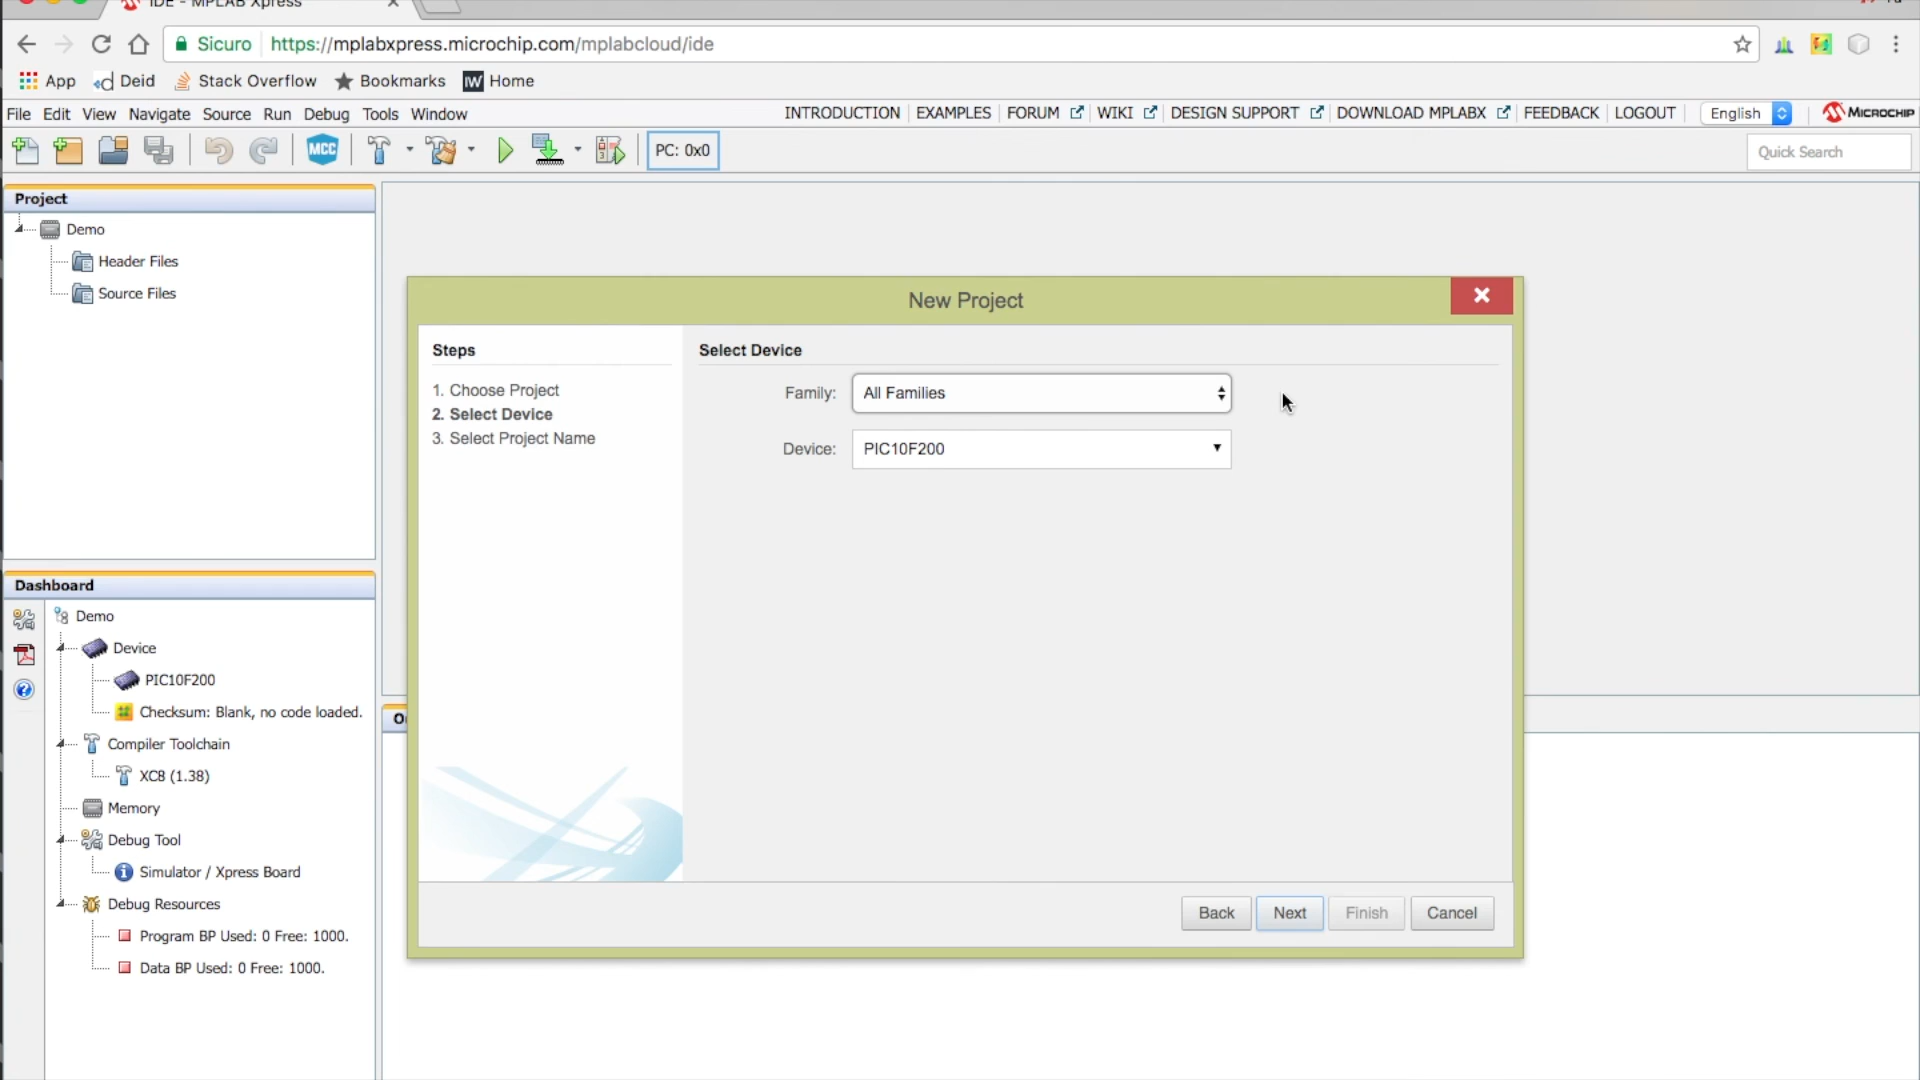 IDE - MPLAB Xpress
Sicuro https://mplabxpress.microchip.com/mplabcloud/ide
App Deid Stack Overflow Bookmarks IW Home
File Edit View Navigate Source Run Debug Tools Window
INTRODUCTION EXAMPLES FORUM WIKI DESIGN SUPPORT DOWNLOAD MPLABX FEEDBACK LOGOUT English MICROCHIP
MCC PC: 0x0 Quick Search
Project
Demo
Header Files
Source Files
New Project
Steps
1. Choose Project
2. Select Device
3. Select Project Name
Select Device
Family: All Families
Device: PIC10F200
Back Next Finish Cancel
Dashboard
Demo
Device
PIC10F200
Checksum: Blank, no code loaded.
Compiler Toolchain
XC8 (1.38)
Memory
Debug Tool
Simulator / Xpress Board
Debug Resources
Program BP Used: 0 Free: 1000.
Data BP Used: 0 Free: 1000.